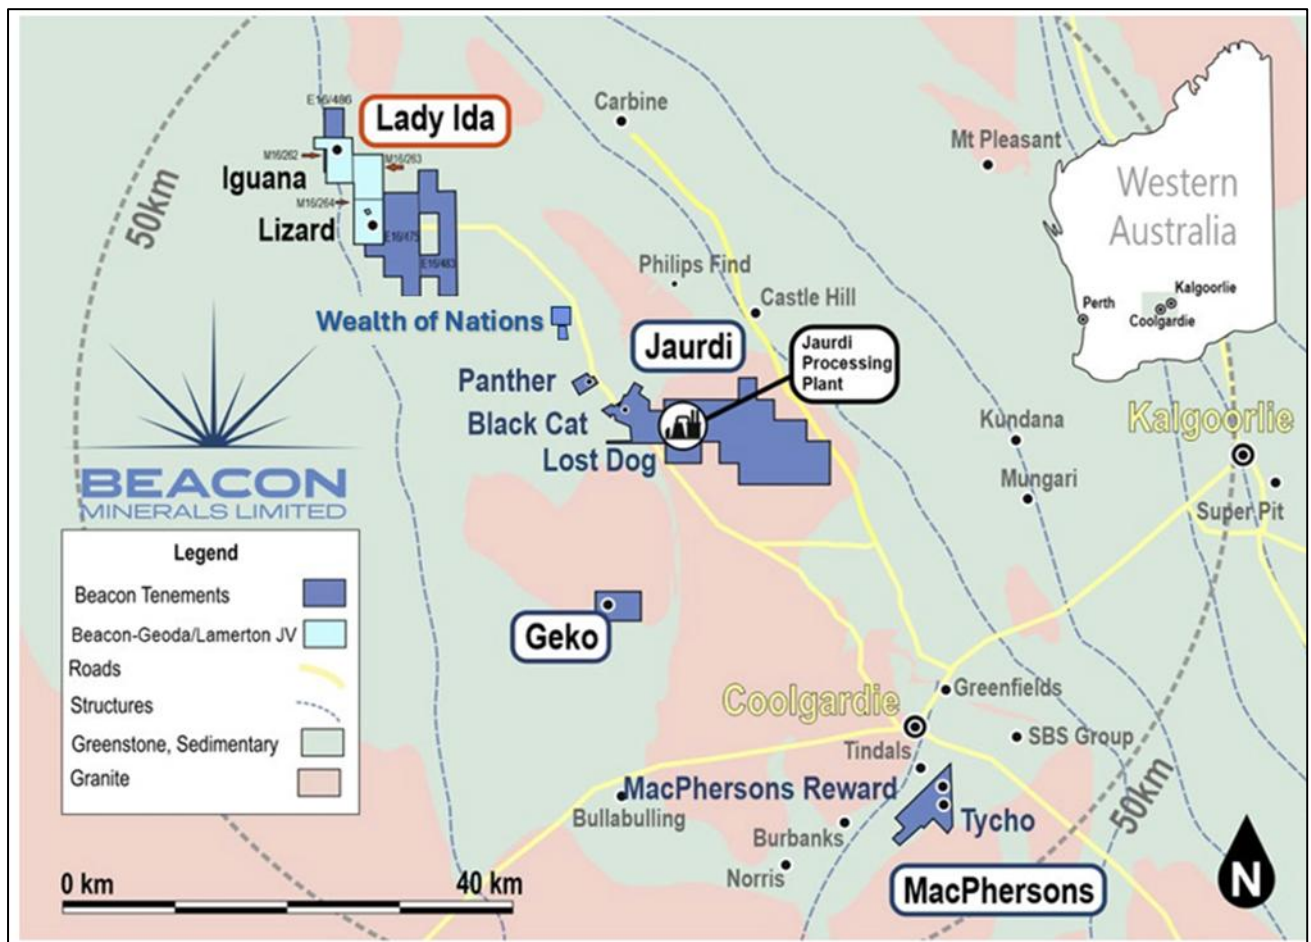 E16/486
Lady Ida
M16/262
M16/263
Iguana
M16/264
Lizard
E16/475
E16/483
50km
Carbine
Mt Pleasant
Western
Australia
Kalgoorlie
Perth
Coolgardie
Philips Find
Castle Hill
Wealth of Nations
Jaurdi
Jaurdi
Processing
Plant
Panther
Black Cat
Lost Dog
Kundana
Kalgoorlie
Mungari
Super Pit
BEACON
MINERALS LIMITED
Legend
Beacon Tenements
Beacon-Geoda/Lamerton JV
Roads
Structures
Greenstone, Sedimentary
Granite
Geko
Coolgardie
Greenfields
SBS Group
Tindals
MacPhersons Reward
Bullabulling
Tycho
Burbanks
Norris
MacPhersons
50km
0 km
40 km
N